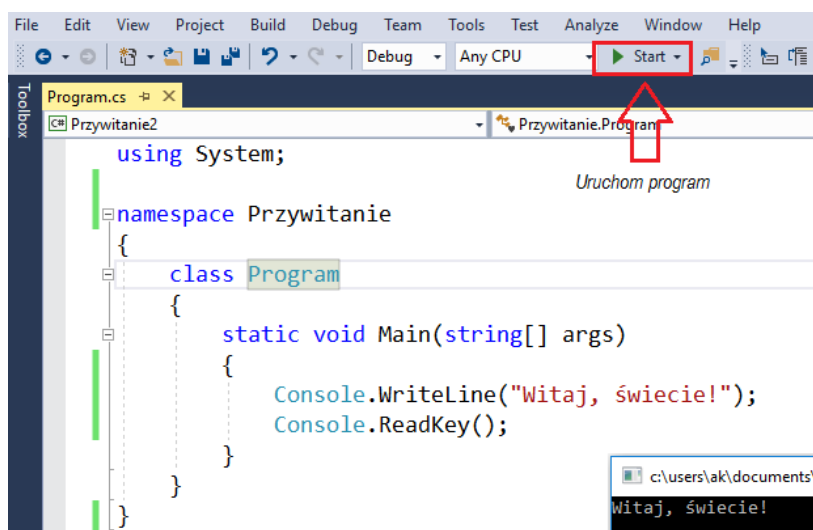 File Edit View Project Build Debug Team Tools Test Analyze Window Help
Debug Any CPU Start
Toolbox
Program.cs
C# Przywitanie2 Przywitanie.Program
using System;
Uruchom program
namespace Przywitanie
{
class Program
{
static void Main(string[] args)
{
Console.WriteLine("Witaj, świecie!");
Console.ReadKey();
}
}
}
c:\users\ak\documents\
Witaj, świecie!